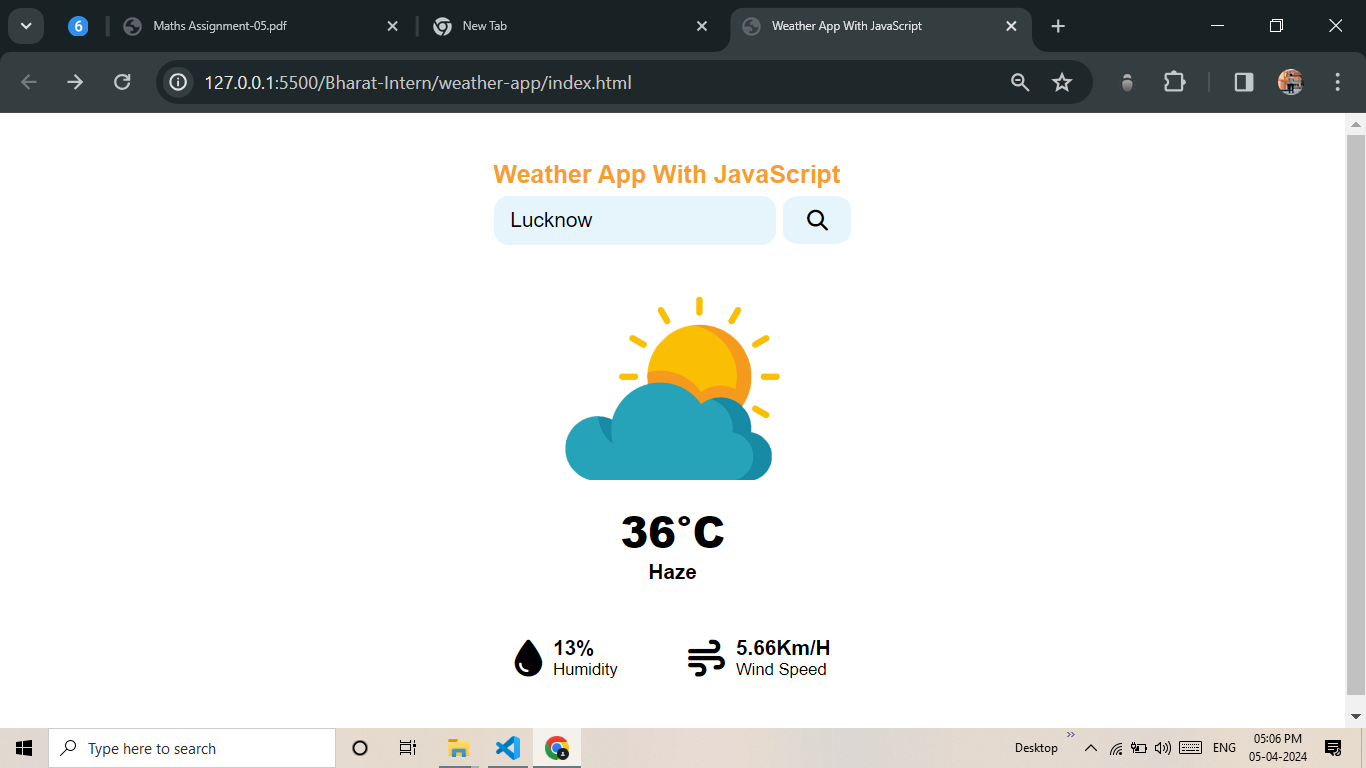 6
Maths Assignment-05.pdf
New Tab
Weather App With JavaScript
127.0.0.1:5500/Bharat-Intern/weather-app/index.html
Weather App With JavaScript
Lucknow
36°C
Haze
13%
Humidity
5.66Km/H
Wind Speed
Type here to search
Desktop
ENG
05:06 PM
05-04-2024